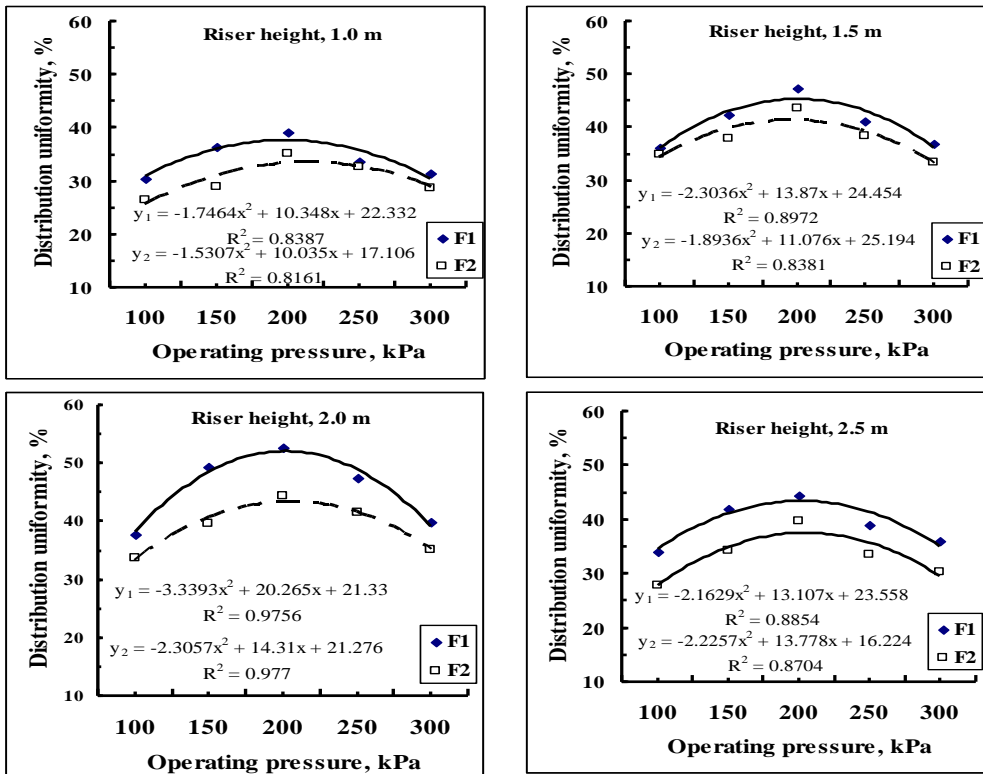 Riser height, 1.0 m
Distribution uniformity, %
60
50
40
30
20
10
y₁ = -1.7464x² + 10.348x + 22.332
R² = 0.8387
y₂ = -1.5307x² + 10.035x + 17.106
R² = 0.8161
F1
F2
100 150 200 250 300
Operating pressure, kPa
Riser height, 1.5 m
Distribution uniformity, %
60
50
40
30
20
10
y₁ = -2.3036x² + 13.87x + 24.454
R² = 0.8972
y₂ = -1.8936x² + 11.076x + 25.194
R² = 0.8381
F1
F2
100 150 200 250 300
Operating pressure, kPa
Riser height, 2.0 m
Distribution uniformity, %
60
50
40
30
20
10
y₁ = -3.3393x² + 20.265x + 21.33
R² = 0.9756
y₂ = -2.3057x² + 14.31x + 21.276
R² = 0.977
F1
F2
100 150 200 250 300
Operating pressure, kPa
Riser height, 2.5 m
Distribution uniformity, %
60
50
40
30
20
10
y₁ = -2.1629x² + 13.107x + 23.558
R² = 0.8854
y₂ = -2.2257x² + 13.778x + 16.224
R² = 0.8704
F1
F2
100 150 200 250 300
Operating pressure, kPa